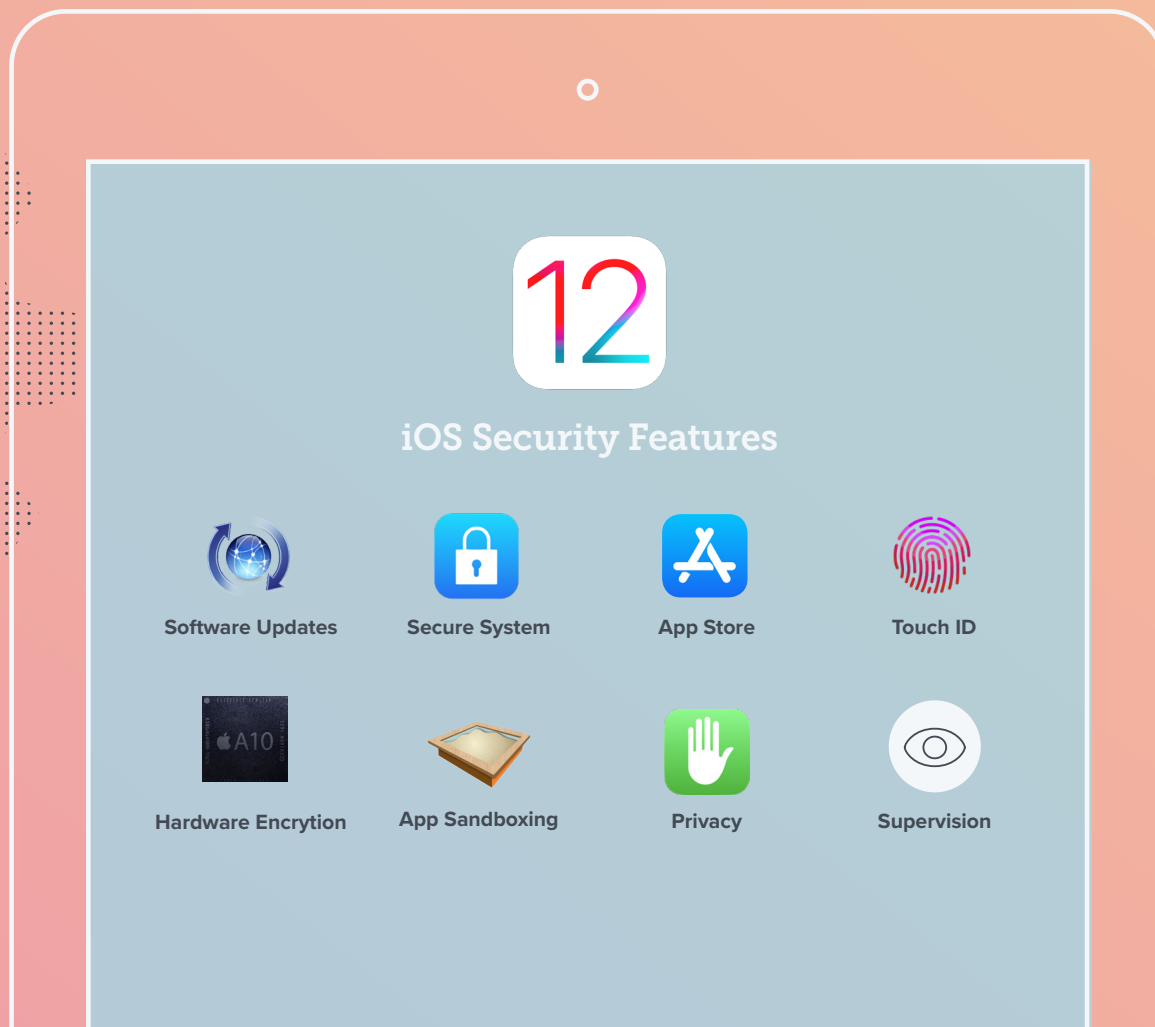 12
iOS Security Features
Software Updates
Secure System
App Store
Touch ID
A10
Hardware Encrytion
App Sandboxing
Privacy
Supervision